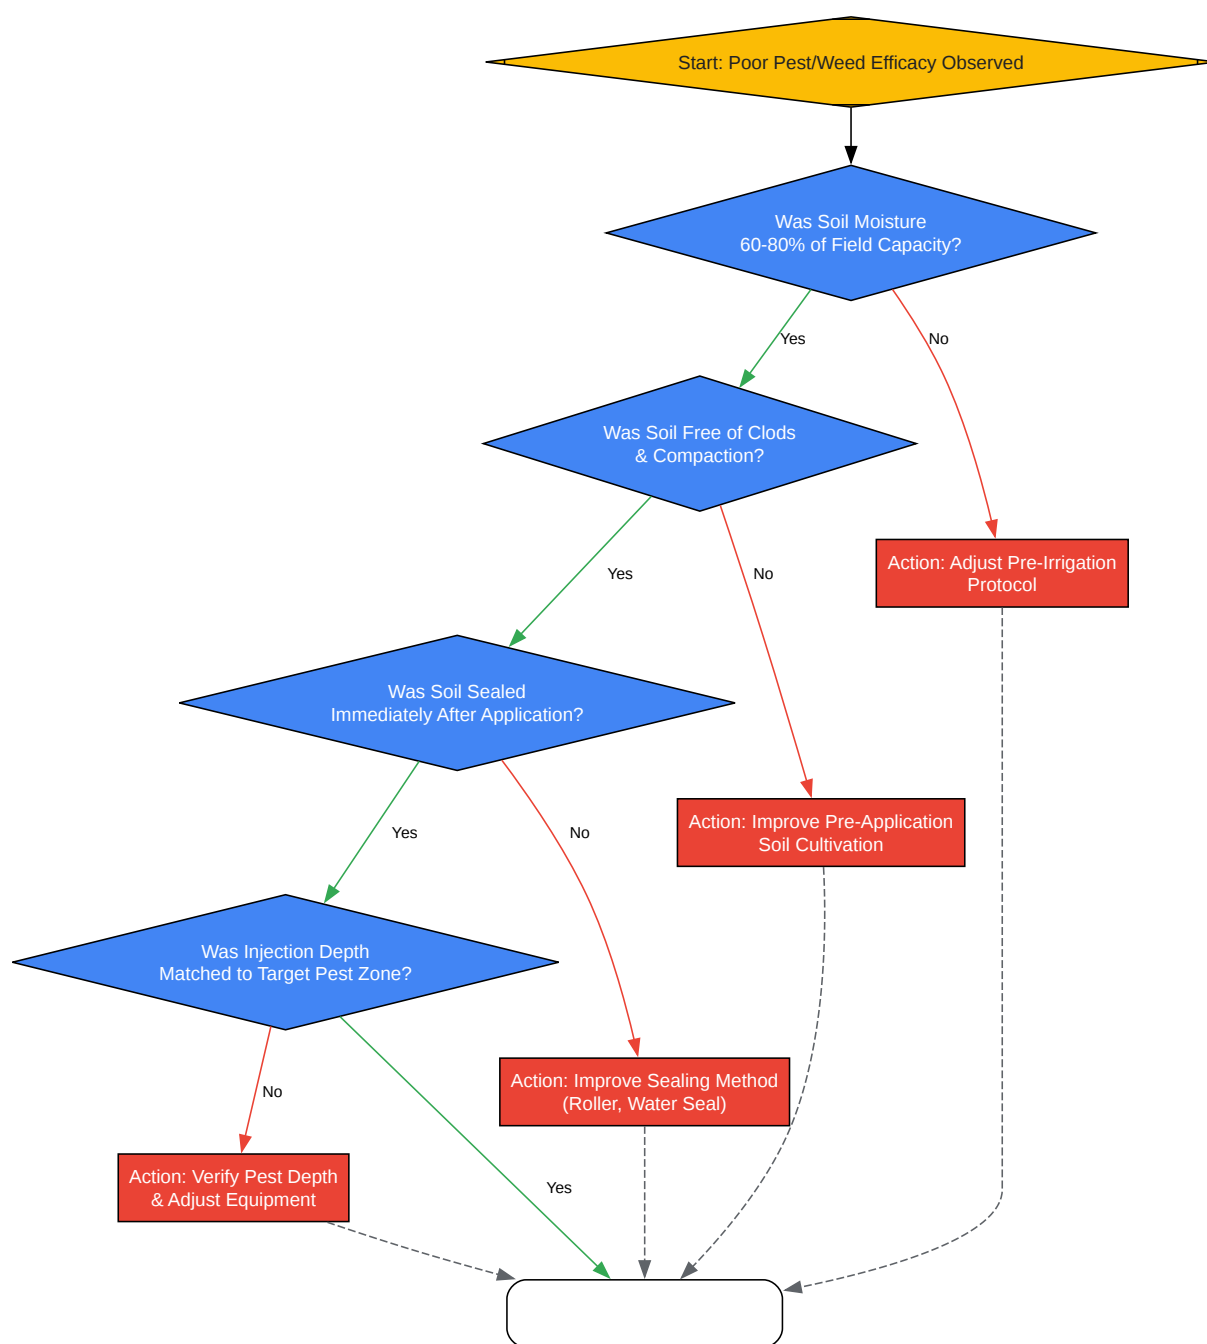 Start: Poor Pest/Weed Efficacy Observed
Was Soil Moisture
60-80% of Field Capacity?
Yes
No
Was Soil Free of Clods
& Compaction?
Action: Adjust Pre-Irrigation
Protocol
Yes
No
Was Soil Sealed
Immediately After Application?
Action: Improve Pre-Application
Soil Cultivation
Yes
No
Was Injection Depth
Matched to Target Pest Zone?
Action: Improve Sealing Method
(Roller, Water Seal)
No
Yes
Action: Verify Pest Depth
& Adjust Equipment